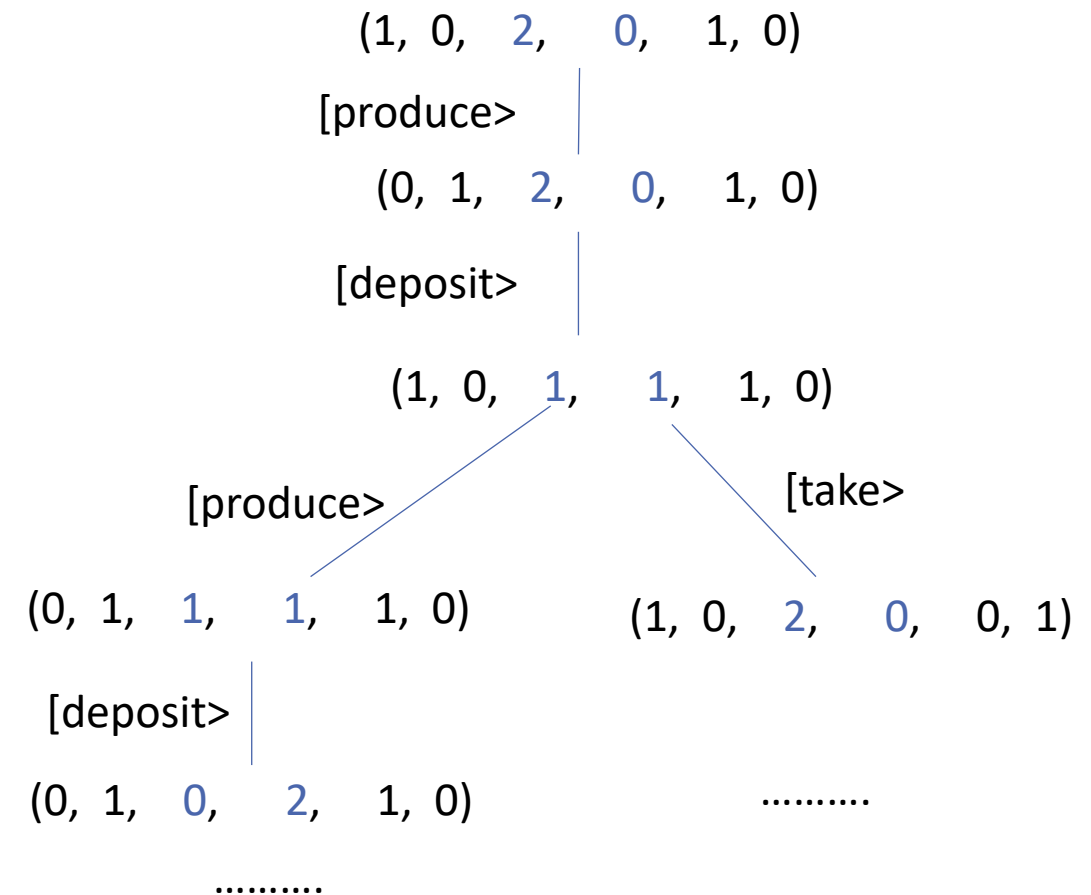 (1, 0, 2, 0, 1, 0)
[produce>
(0, 1, 2, 0, 1, 0)
[deposit>
(1, 0, 1, 1, 1, 0)
[produce>
[take>
(0, 1, 1, 1, 1, 0)
(1, 0, 2, 0, 0, 1)
[deposit>
(0, 1, 0, 2, 1, 0)
..........
..........